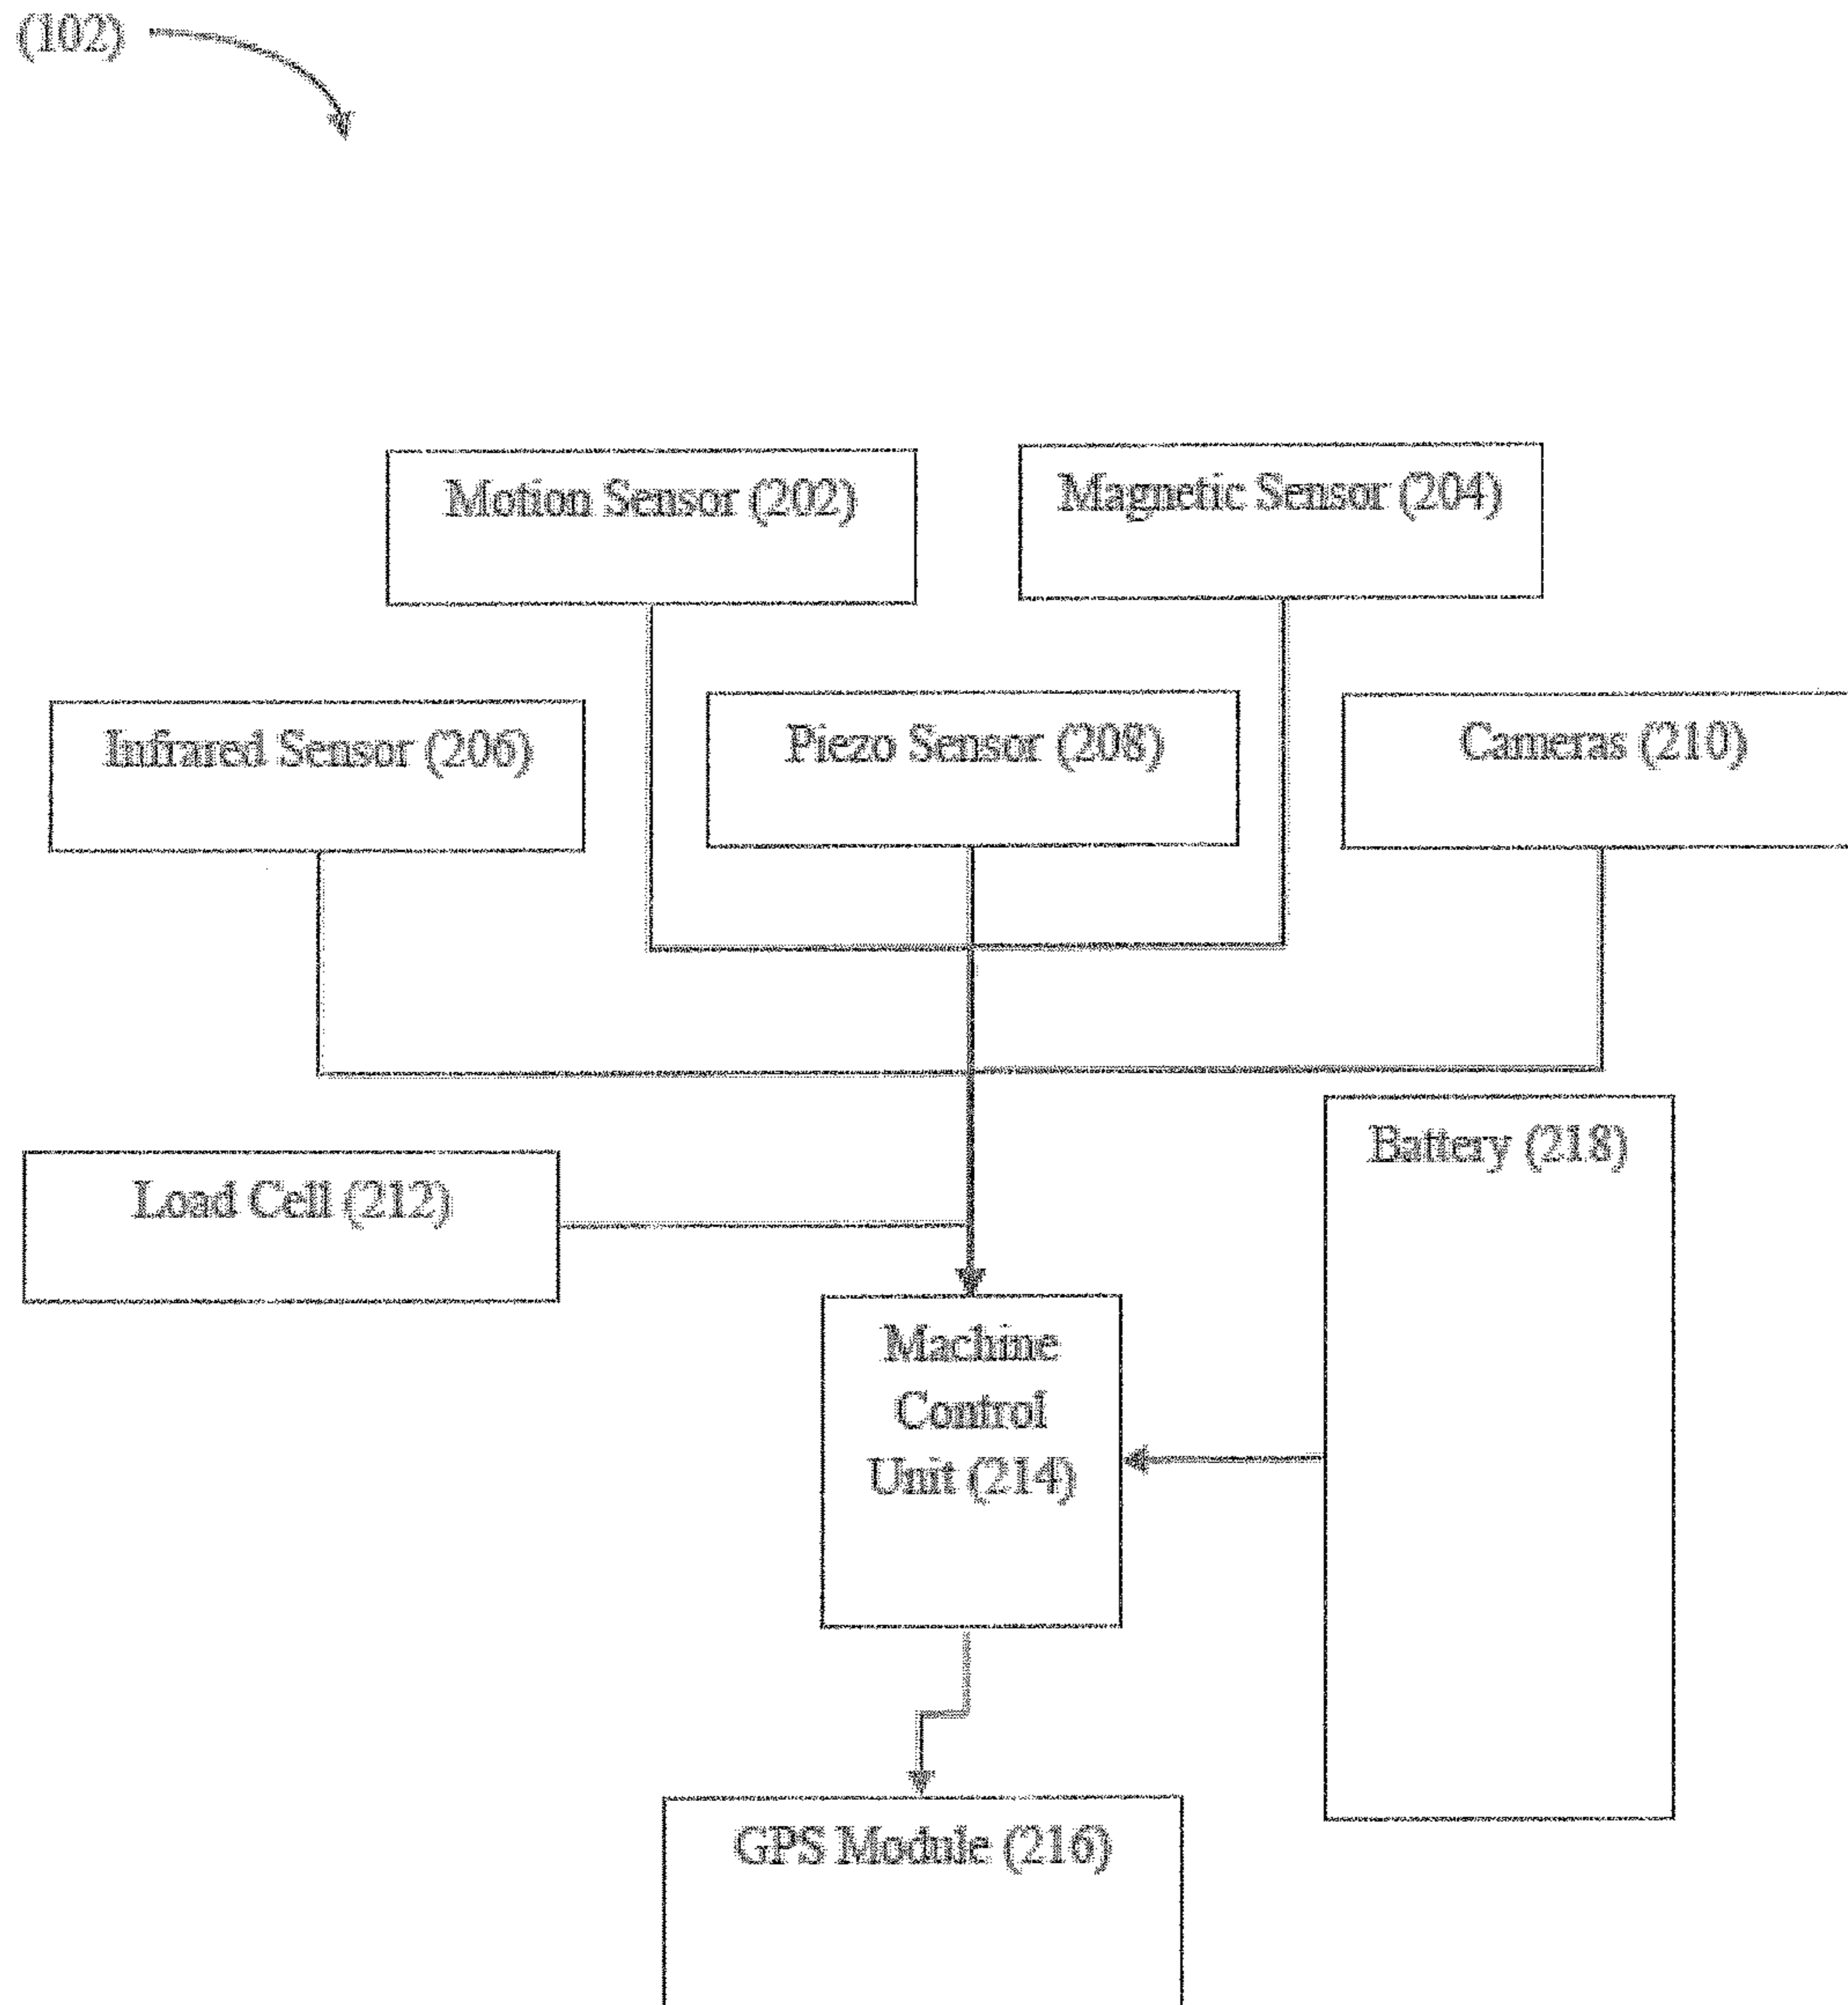 (102)
Motion Sensor (202)
Magnetic Sensor (204)
Infrared Sensor (206)
Piezo Sensor (208)
Cameras (210)
Battery (218)
Load Cell (212)
Machine
Control
Unit (214)
GPS Module (216)